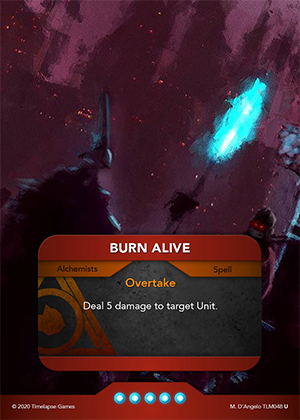 BURN ALIVE
Alchemists Spell
Overtake
Deal 5 damage to target Unit.
© 2020 Timelapse Games M. D'Angelo TLM048 U